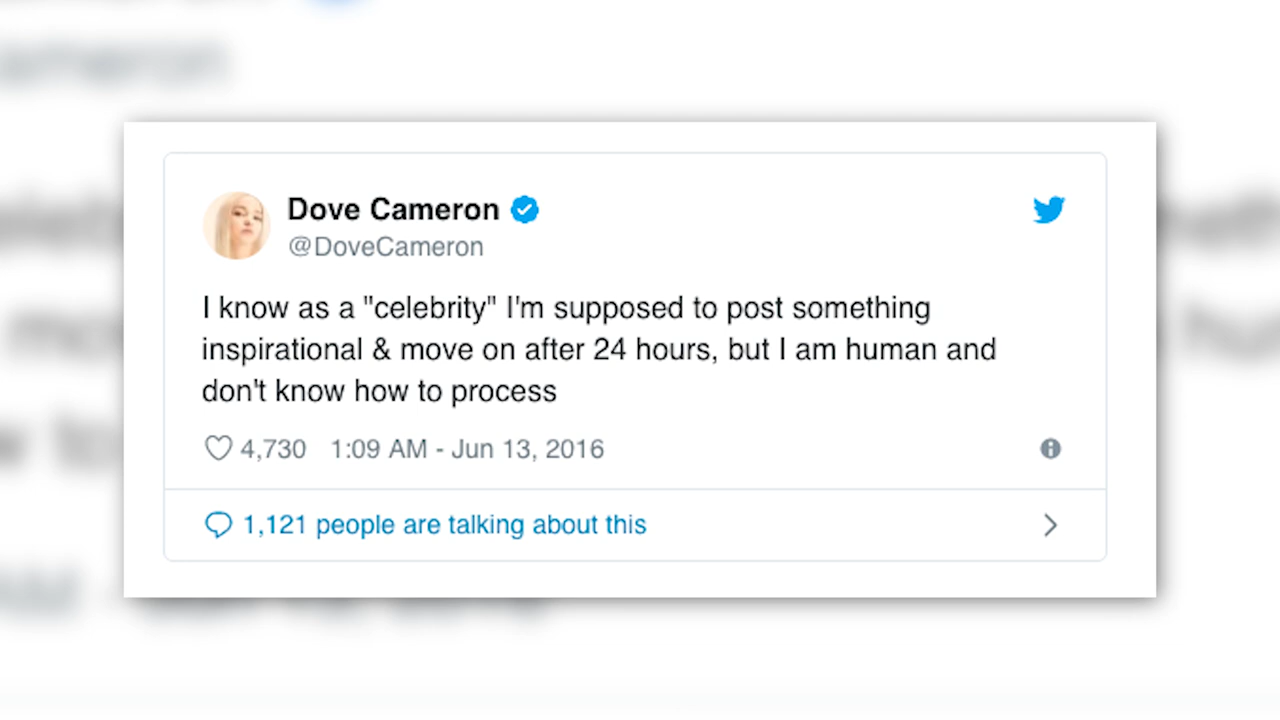 Dove Cameron
@DoveCameron
I know as a "celebrity" I'm supposed to post something
inspirational & move on after 24 hours, but I am human and
don't know how to process
4,730 1:09 AM - Jun 13, 2016
1,121 people are talking about this